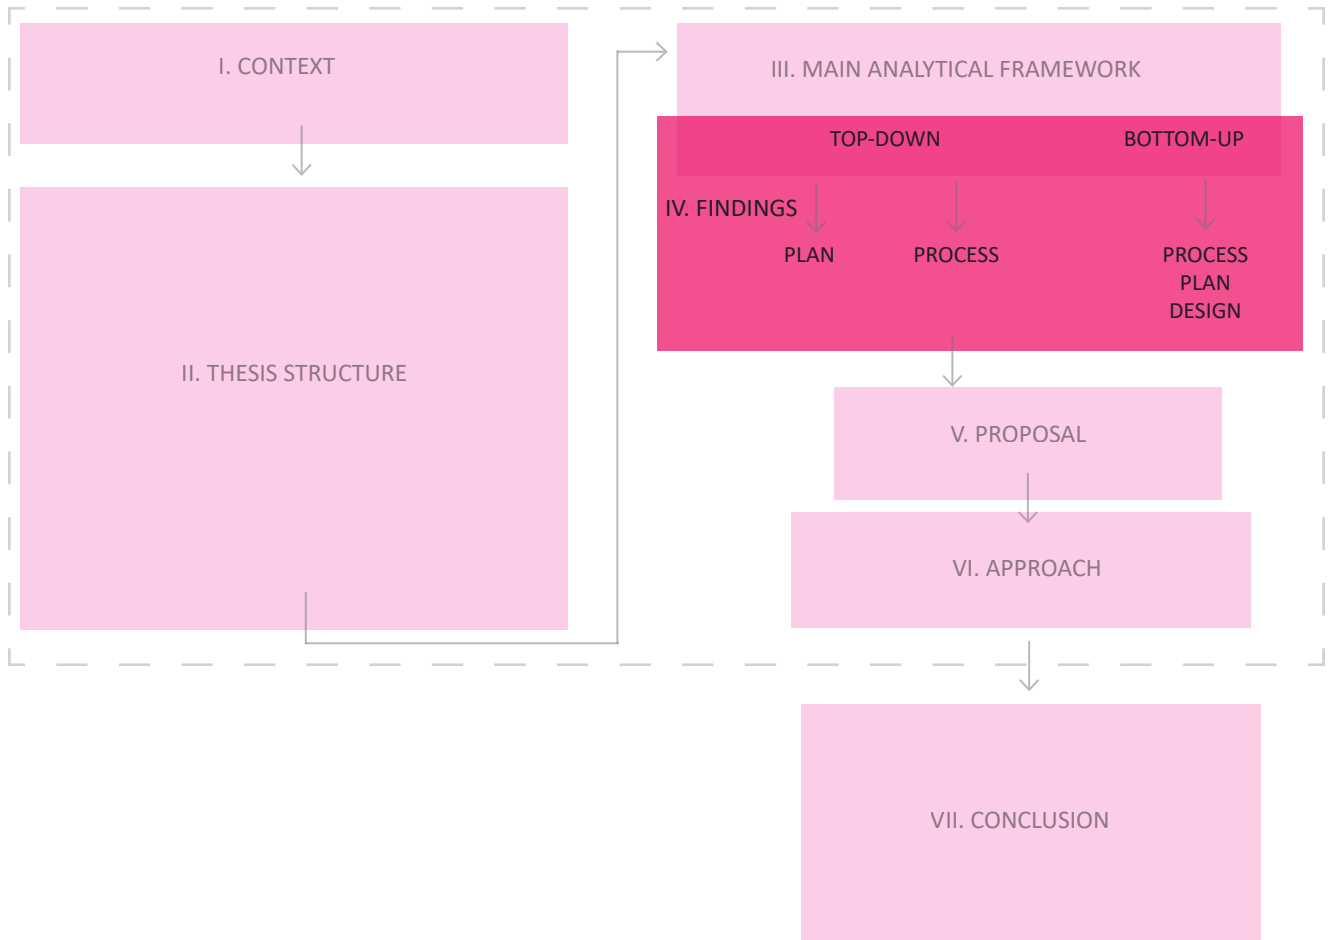 I. CONTEXT
II. THESIS STRUCTURE
III. MAIN ANALYTICAL FRAMEWORK
TOP-DOWN
BOTTOM-UP
IV. FINDINGS
PLAN
PROCESS
PROCESS
PLAN
DESIGN
V. PROPOSAL
VI. APPROACH
VII. CONCLUSION